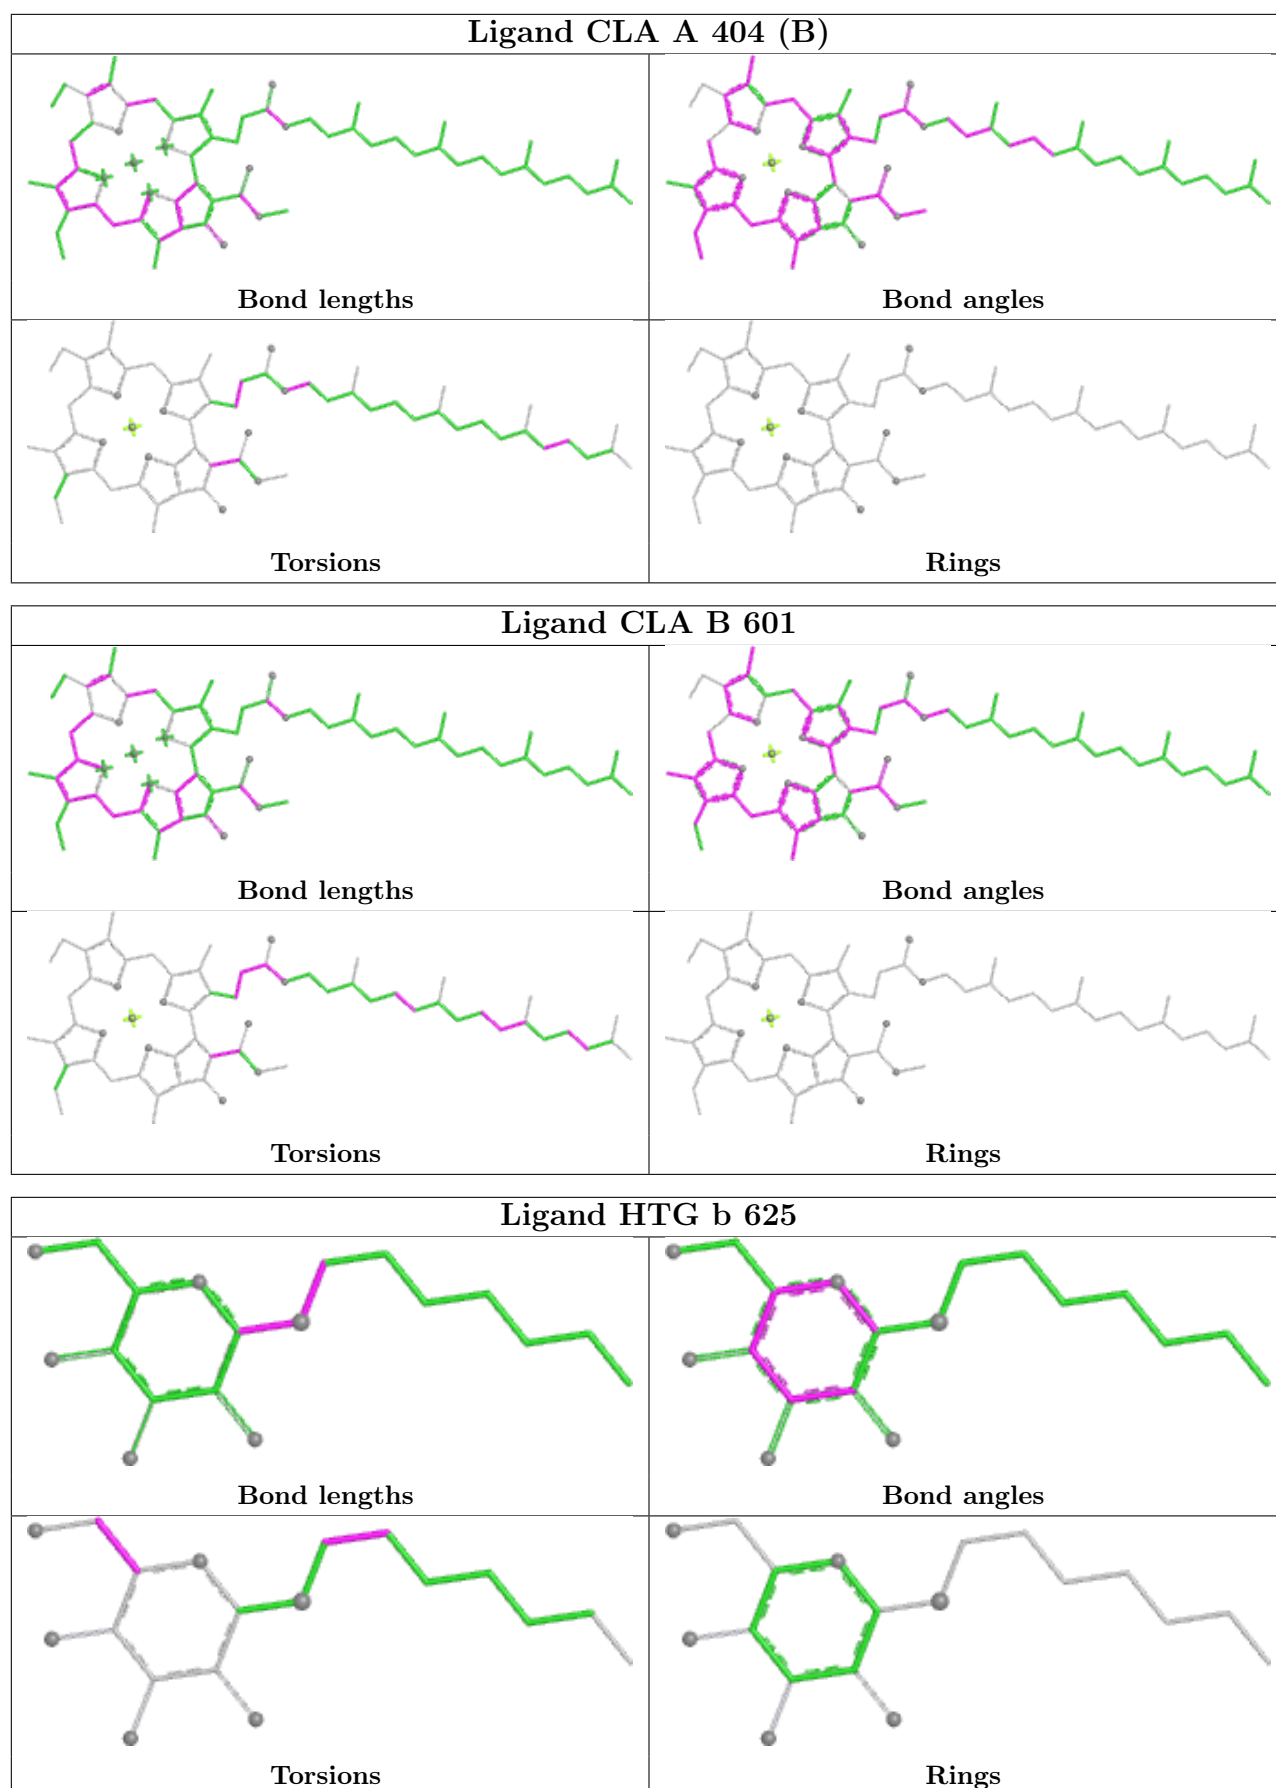 Ligand CLA A 404 (B)
Bond lengths
Bond angles
Torsions
Rings
Ligand CLA B 601
Bond lengths
Bond angles
Torsions
Rings
Ligand HTG b 625
Bond lengths
Bond angles
Torsions
Rings